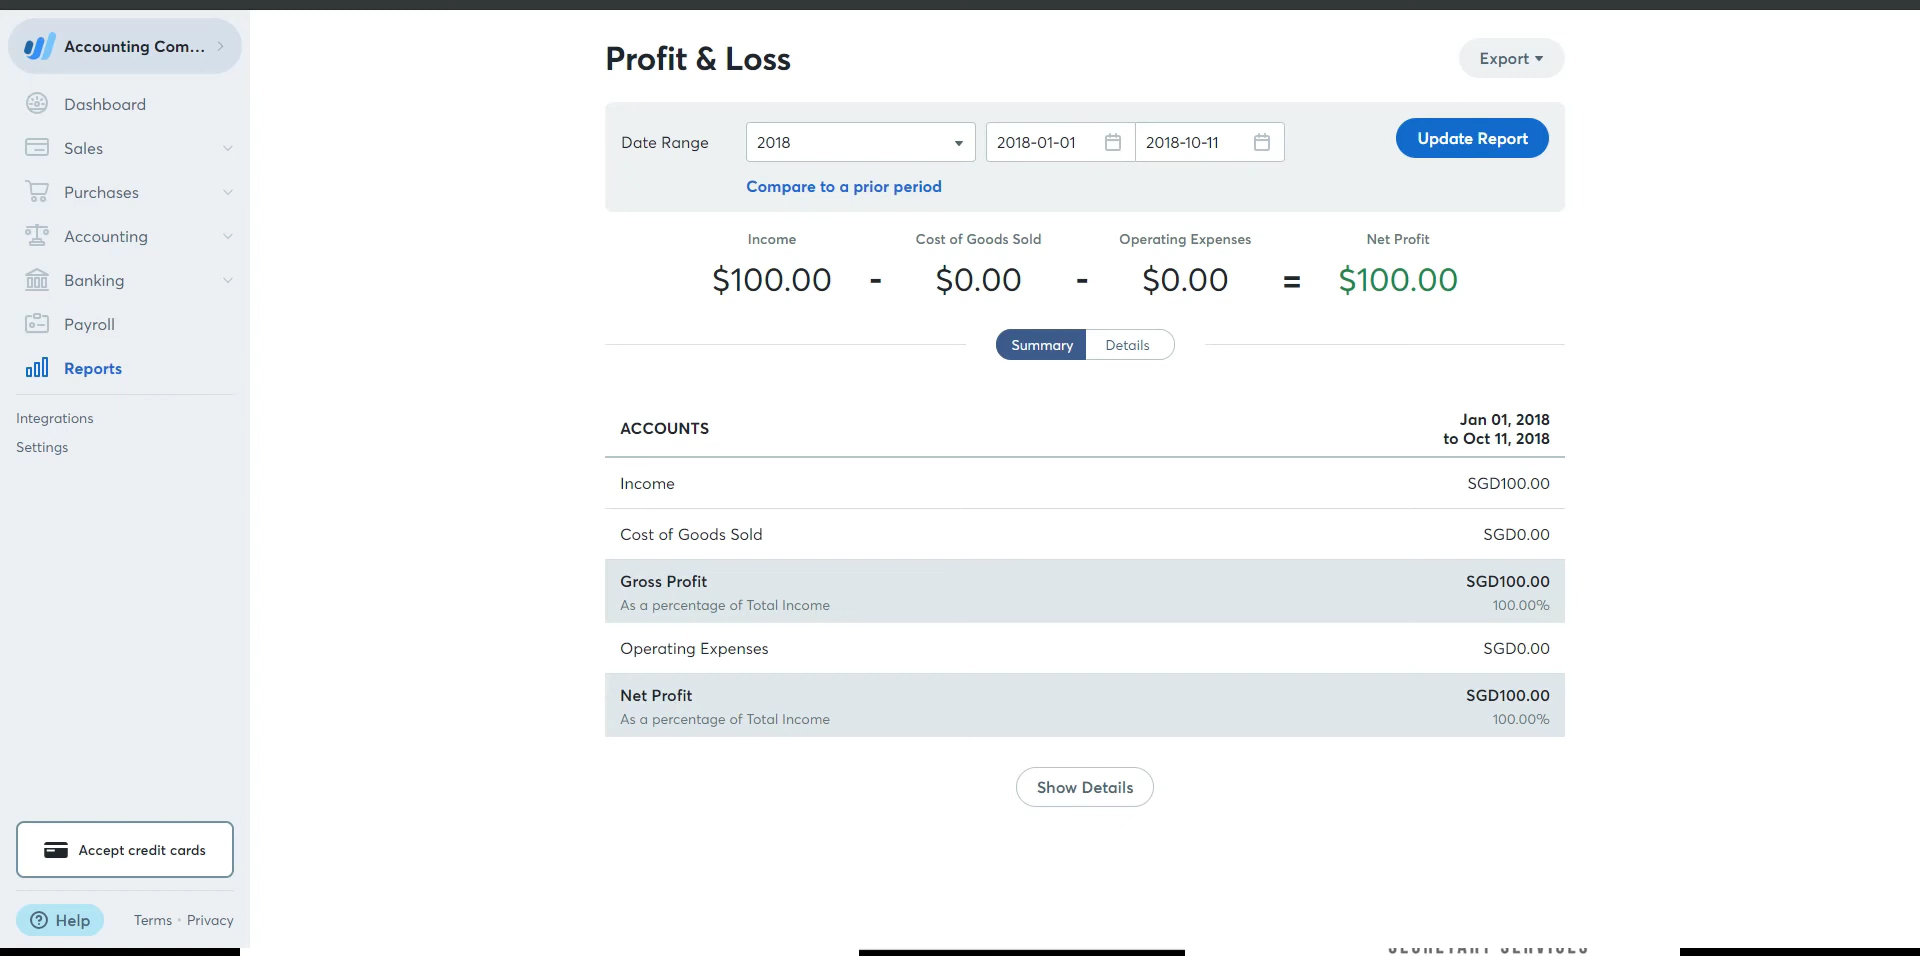 Accounting Com...
Dashboard
Sales
Purchases
Accounting
Banking
Payroll
Reports
Integrations
Settings
Accept credit cards
Help
Terms · Privacy
Profit & Loss
Export
Date Range
2018
2018-01-01
2018-10-11
Update Report
Compare to a prior period
Income
Cost of Goods Sold
Operating Expenses
Net Profit
$100.00 - $0.00 - $0.00 = $100.00
Summary
Details
ACCOUNTS
Jan 01, 2018
to Oct 11, 2018
Income SGD100.00
Cost of Goods Sold SGD0.00
Gross Profit SGD100.00
As a percentage of Total Income 100.00%
Operating Expenses SGD0.00
Net Profit SGD100.00
As a percentage of Total Income 100.00%
Show Details